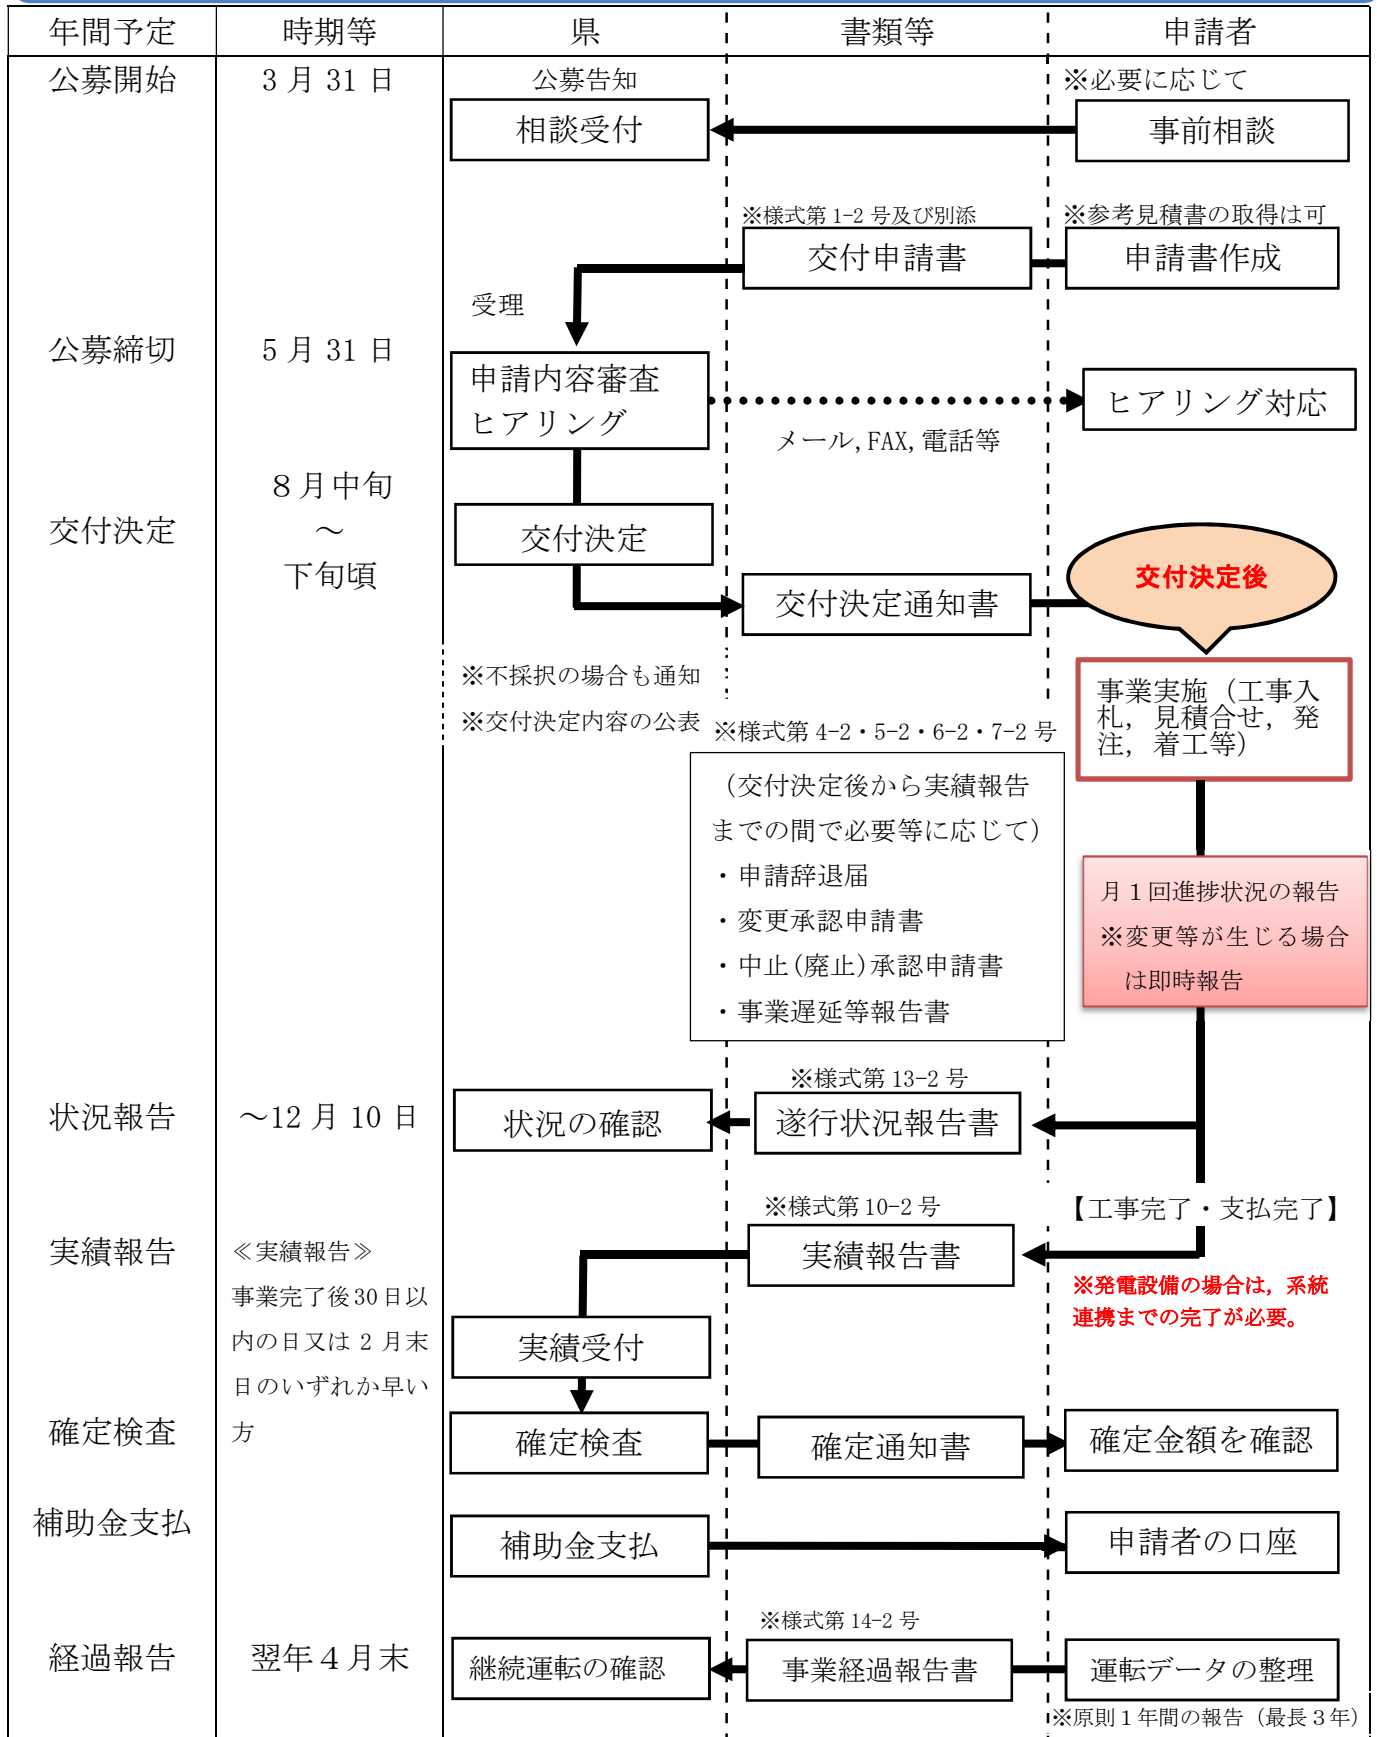 年間予定
時期等
県
書類等
申請者
公募開始
3月31日
公募告知
※必要に応じて
相談受付
事前相談
※様式第1-2号及び別添
※参考見積書の取得は可
交付申請書
申請書作成
受理
公募締切
5月31日
申請内容審査
ヒアリング
ヒアリング対応
メール,FAX,電話等
交付決定
８月中旬
～
下旬頃
交付決定
交付決定後
交付決定通知書
※不採択の場合も通知
※交付決定内容の公表
事業実施（工事入
札，見積合せ，発
注，着工等）
※様式第4-2・5-2・6-2・7-2号
（交付決定後から実績報告
までの間で必要等に応じて）
・申請辞退届
・変更承認申請書
・中止(廃止)承認申請書
・事業遅延等報告書
月１回進捗状況の報告
※変更等が生じる場合
は即時報告
※様式第13-2号
状況報告
～12月10日
状況の確認
遂行状況報告書
※様式第10-2号
【工事完了・支払完了】
実績報告
≪実績報告≫
事業完了後30日以
内の日又は2月末
日のいずれか早い
方
実績報告書
※発電設備の場合は，系統
連携までの完了が必要。
実績受付
確定検査
確定検査
確定通知書
確定金額を確認
補助金支払
補助金支払
申請者の口座
※様式第14-2号
経過報告
翌年４月末
継続運転の確認
事業経過報告書
運転データの整理
※原則１年間の報告（最長３年）